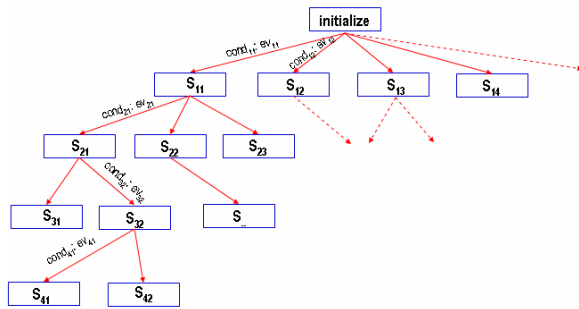 initialize
cond₁₁: ev₁₁
cond₁₂: ev₁₂
S₁₁
S₁₂
S₁₃
S₁₄
cond₂₁: ev₂₁
S₂₁
S₂₂
S₂₃
cond₃₂: ev₃₂
S₃₁
S₃₂
S..
cond₄₁: ev₄₁
S₄₁
S₄₂